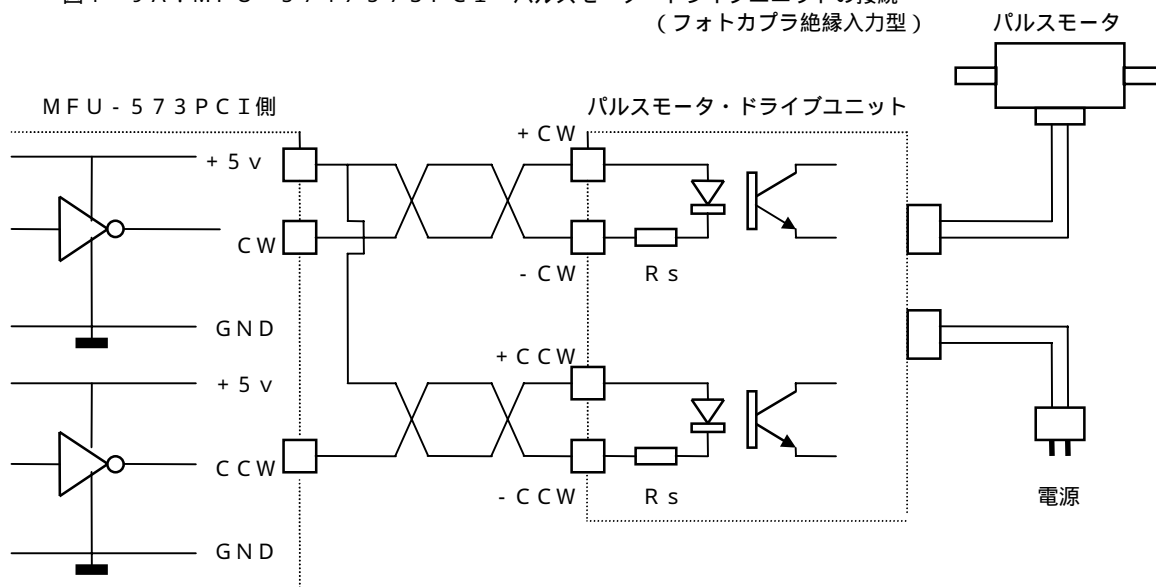 (フォトカプラ絶縁入力型)
パルスモータ
MFU-573PCI側
パルスモータ・ドライブユニット
+CW
+5v
CW
-CW
Rs
GND
+CCW
+5v
CCW
-CCW
Rs
電源
GND